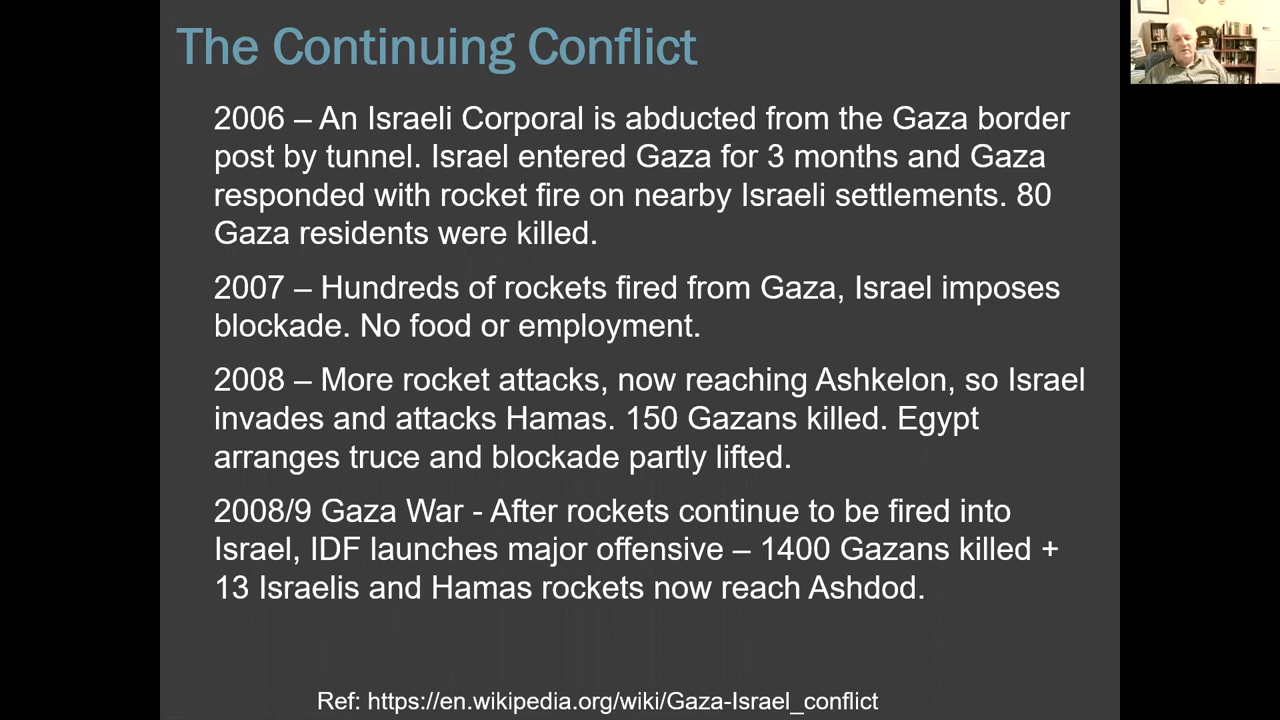 The Continuing Conflict
2006 – An Israeli Corporal is abducted from the Gaza border
post by tunnel. Israel entered Gaza for 3 months and Gaza
responded with rocket fire on nearby Israeli settlements. 80
Gaza residents were killed.
2007 – Hundreds of rockets fired from Gaza, Israel imposes
blockade. No food or employment.
2008 – More rocket attacks, now reaching Ashkelon, so Israel
invades and attacks Hamas. 150 Gazans killed. Egypt
arranges truce and blockade partly lifted.
2008/9 Gaza War - After rockets continue to be fired into
Israel, IDF launches major offensive – 1400 Gazans killed +
13 Israelis and Hamas rockets now reach Ashdod.
Ref: https://en.wikipedia.org/wiki/Gaza-Israel_conflict